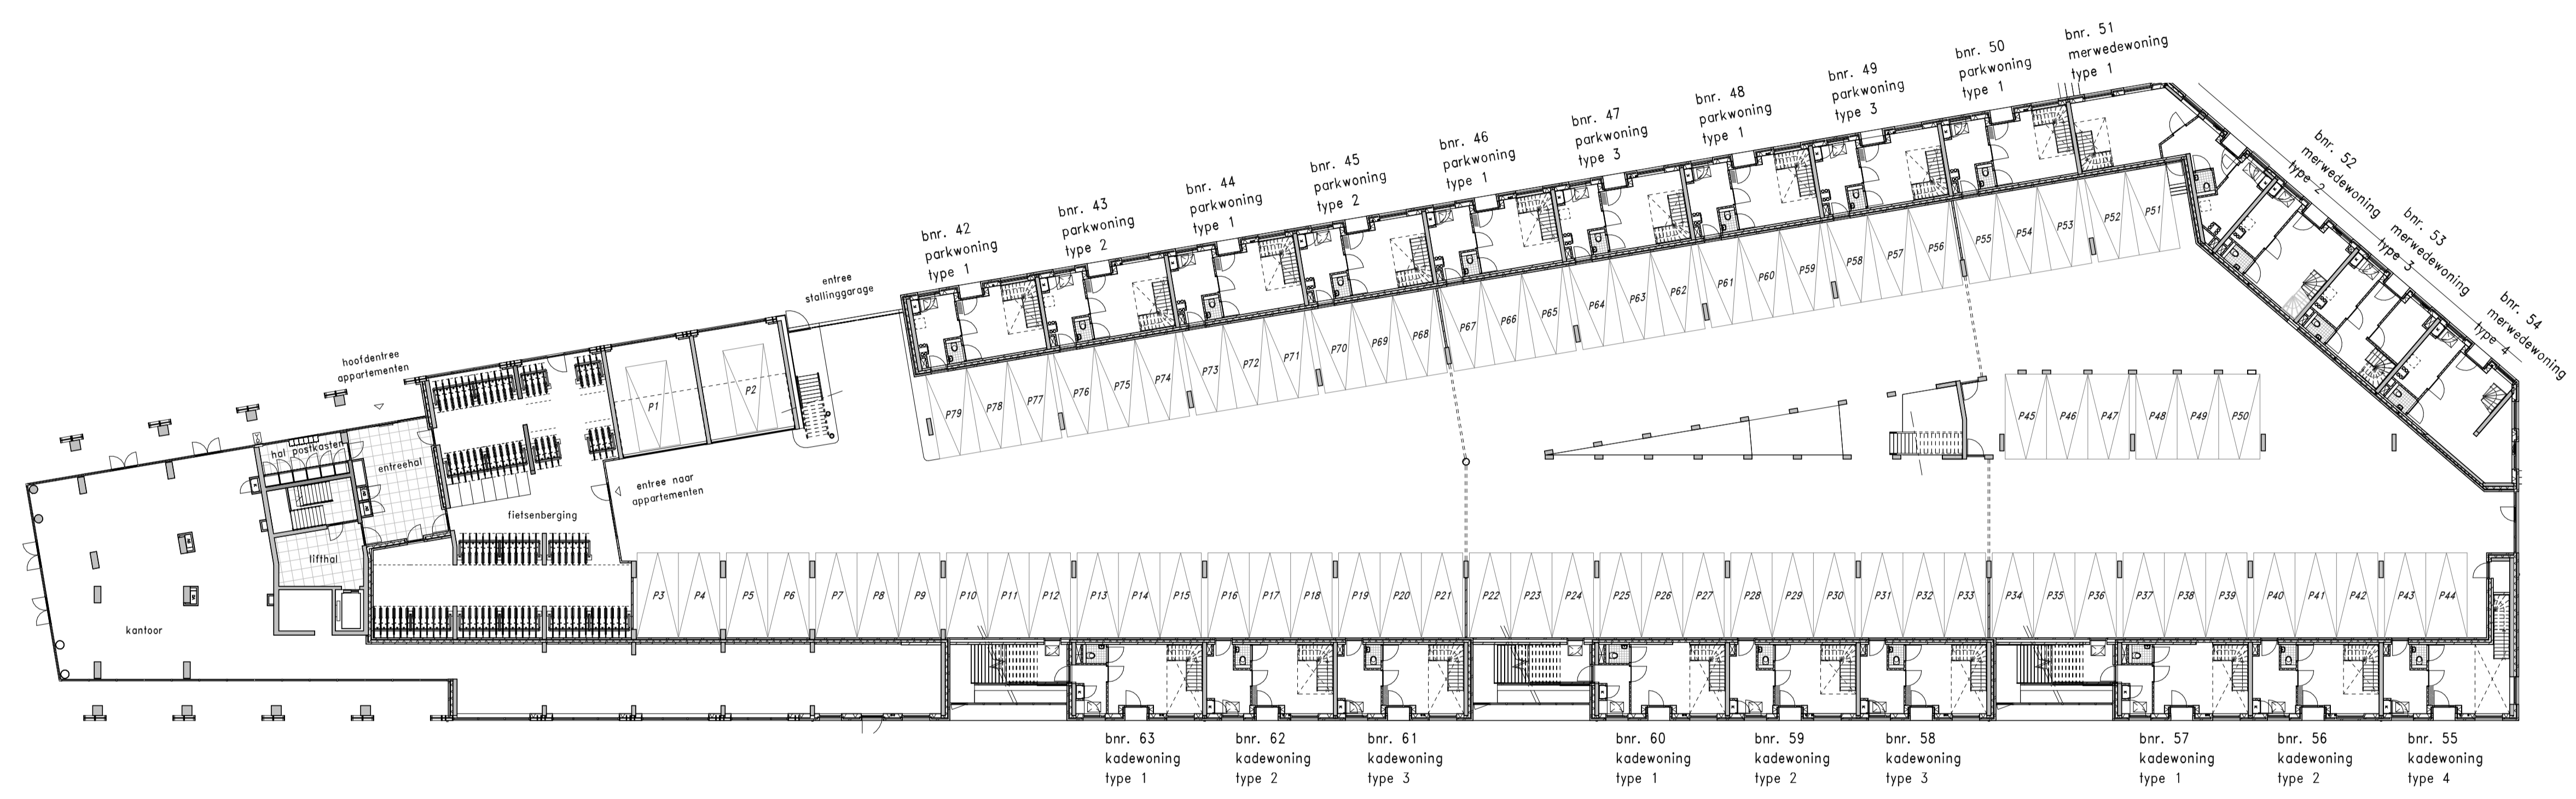 bnr. 42
parkwoning
type 1
bnr. 43
parkwoning
type 2
bnr. 44
parkwoning
type 1
bnr. 45
parkwoning
type 2
bnr. 46
parkwoning
type 1
bnr. 47
parkwoning
type 3
bnr. 48
parkwoning
type 1
bnr. 49
parkwoning
type 3
bnr. 50
parkwoning
type 1
bnr. 51
merwedewoning
type 1
bnr. 52
merwedewoning
type 2
bnr. 53
merwedewoning
type 3
bnr. 54
merwedewoning
type 4
entree
stallinggarage
hoofdentree
appartementen
hal postkasten
entreehal
lifthal
kantoor
fietsenberging
entree naar
appartementen
P1
P2
P79
P78
P77
P76
P75
P74
P73
P72
P71
P70
P69
P68
P67
P66
P65
P64
P63
P62
P61
P60
P59
P58
P57
P56
P55
P54
P53
P52
P51
P45
P46
P47
P48
P49
P50
P3
P4
P5
P6
P7
P8
P9
P10
P11
P12
P13
P14
P15
P16
P17
P18
P19
P20
P21
P22
P23
P24
P25
P26
P27
P28
P29
P30
P31
P32
P33
P34
P35
P36
P37
P38
P39
P40
P41
P42
P43
P44
bnr. 63
kadewoning
type 1
bnr. 62
kadewoning
type 2
bnr. 61
kadewoning
type 3
bnr. 60
kadewoning
type 1
bnr. 59
kadewoning
type 2
bnr. 58
kadewoning
type 3
bnr. 57
kadewoning
type 1
bnr. 56
kadewoning
type 2
bnr. 55
kadewoning
type 4